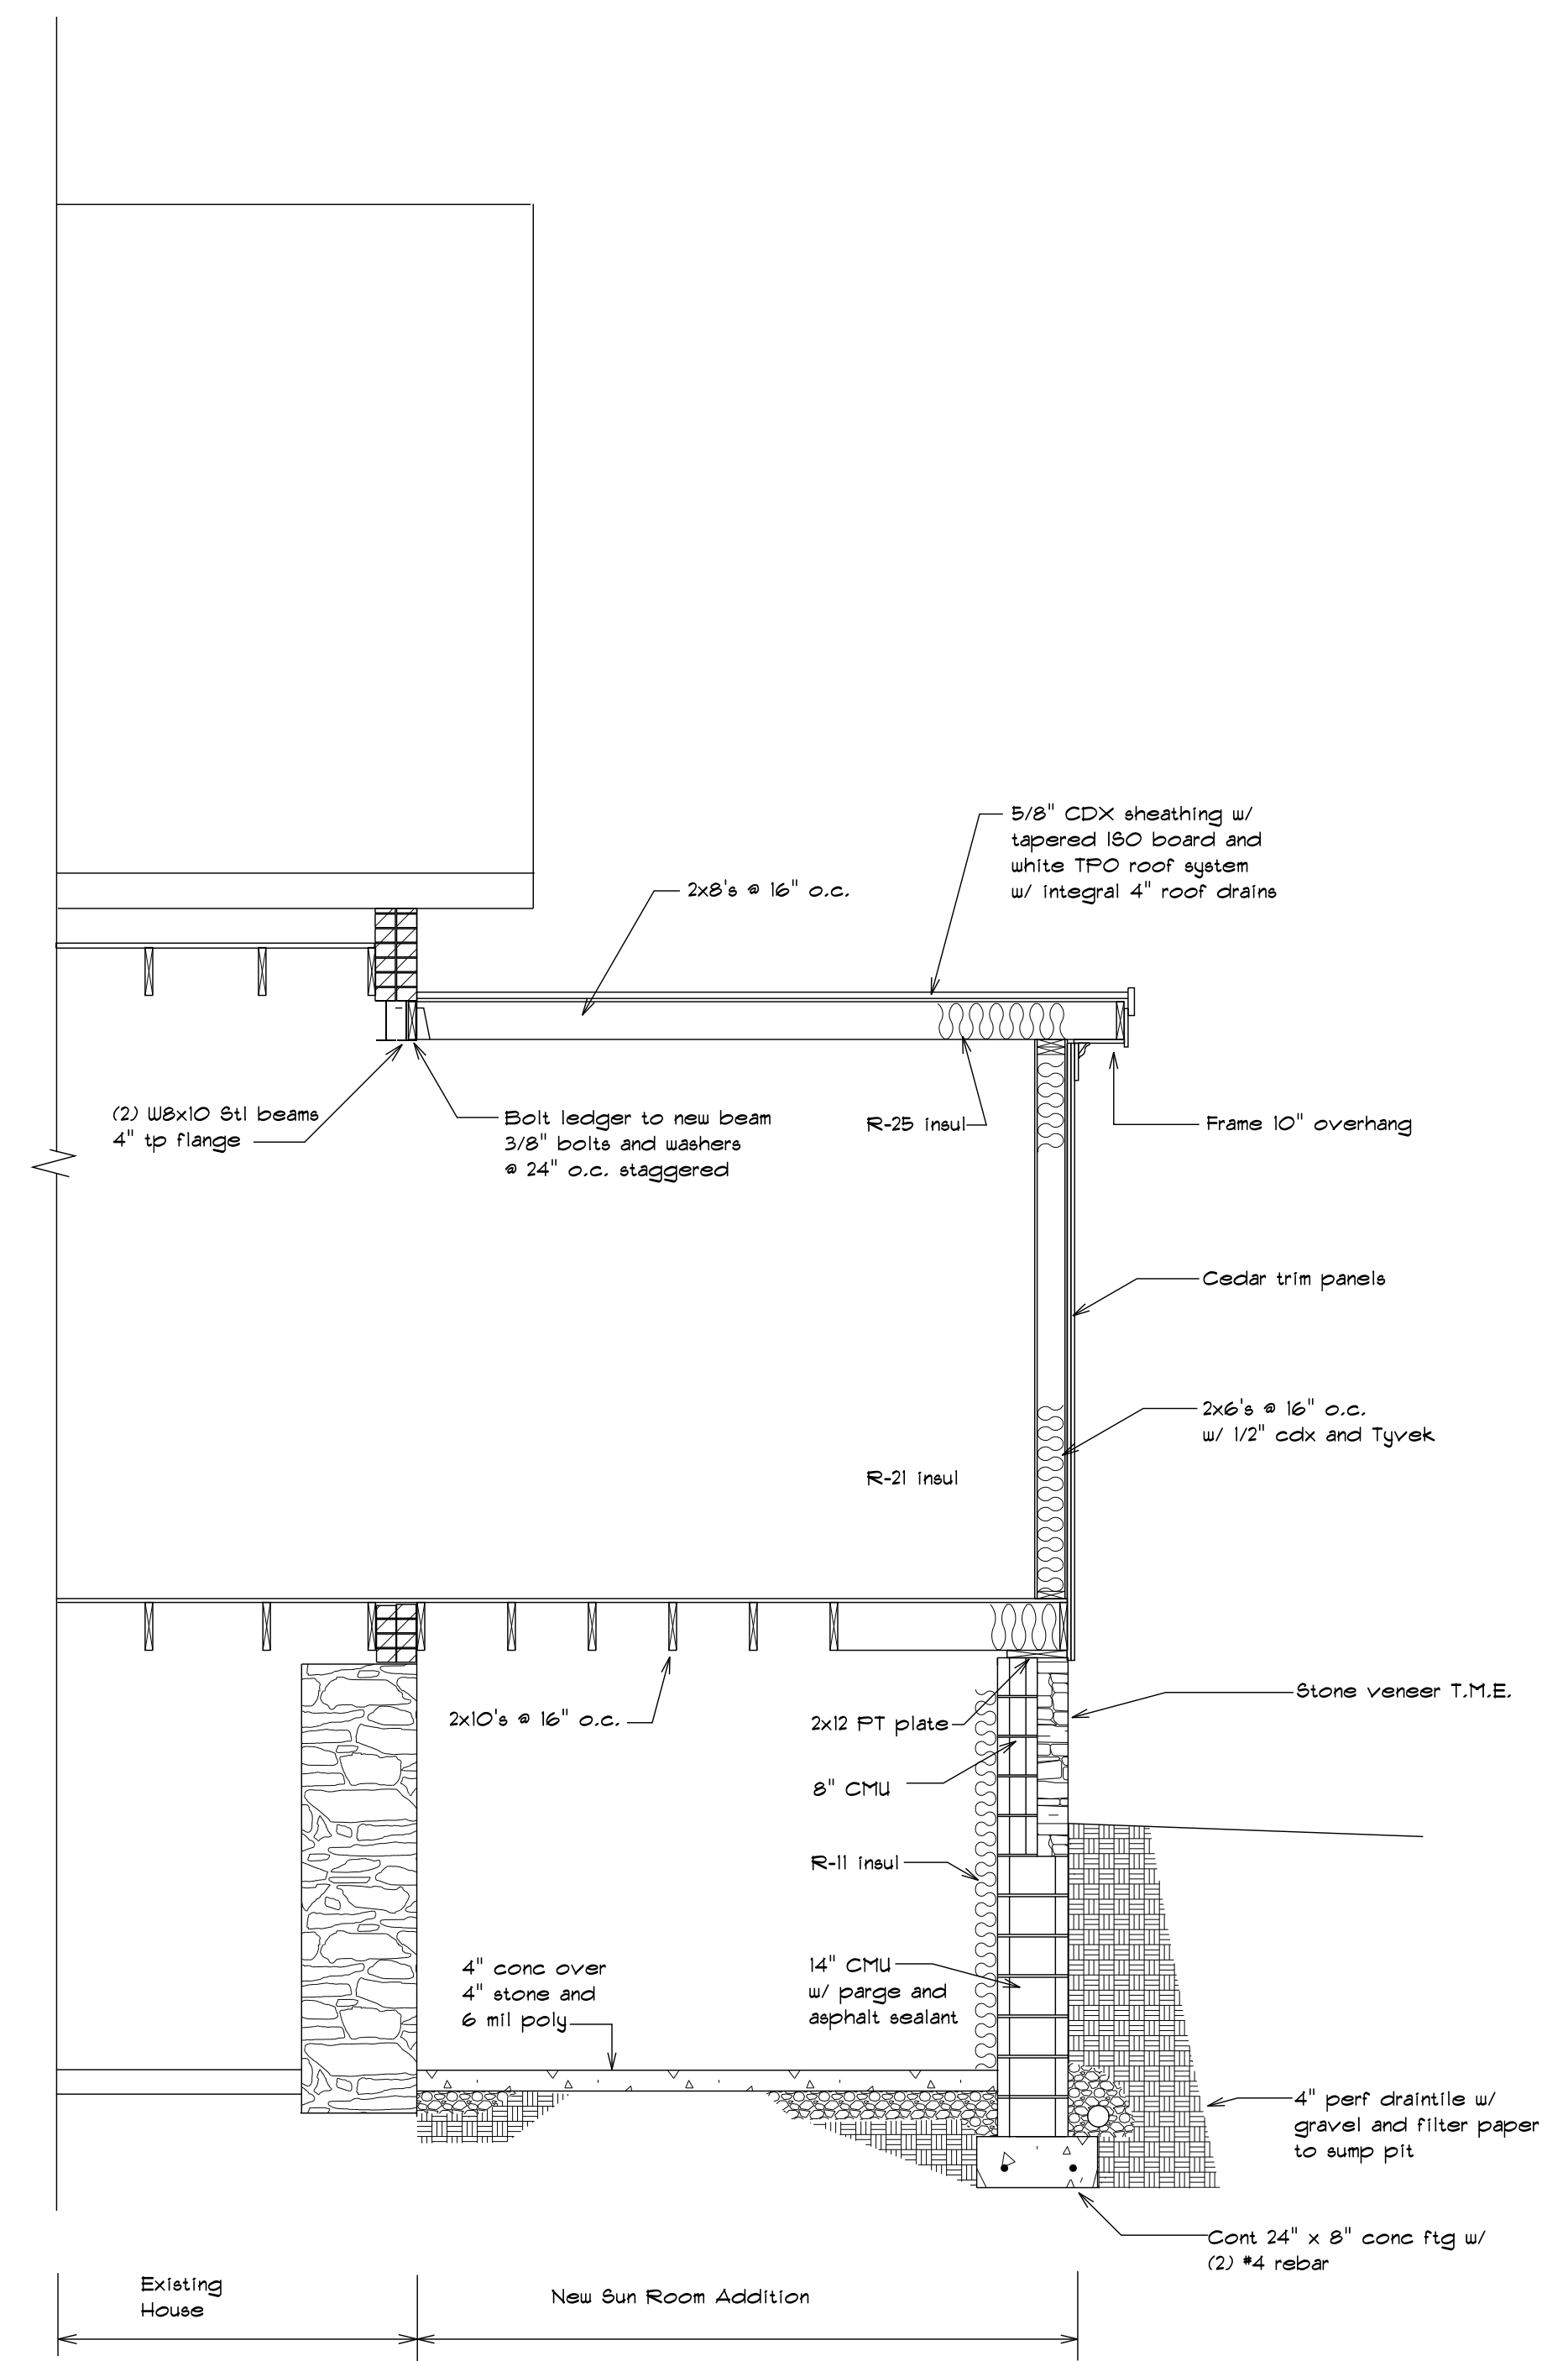 5/8" CDX sheathing w/
tapered ISO board and
white TPO roof system
w/ integral 4" roof drains
2x8's @ 16" o.c.
(2) W8x10 Stl beams
4" tp flange
Bolt ledger to new beam
3/8" bolts and washers
@ 24" o.c. staggered
R-25 insul
Frame 10" overhang
Cedar trim panels
2x6's @ 16" o.c.
w/ 1/2" cdx and Tyvek
R-21 insul
Stone veneer T.M.E.
2x10's @ 16" o.c.
2x12 PT plate
8" CMU
R-11 insul
4" conc over
4" stone and
6 mil poly
14" CMU
w/ parge and
asphalt sealant
4" perf draintile w/
gravel and filter paper
to sump pit
Cont 24" x 8" conc ftg w/
(2) #4 rebar
Existing
House
New Sun Room Addition